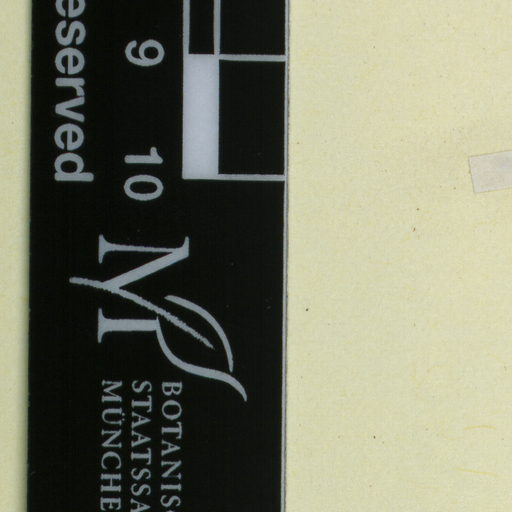 eserved
9 10
M
BOTANIS
STAATSSA
MÜNCHE